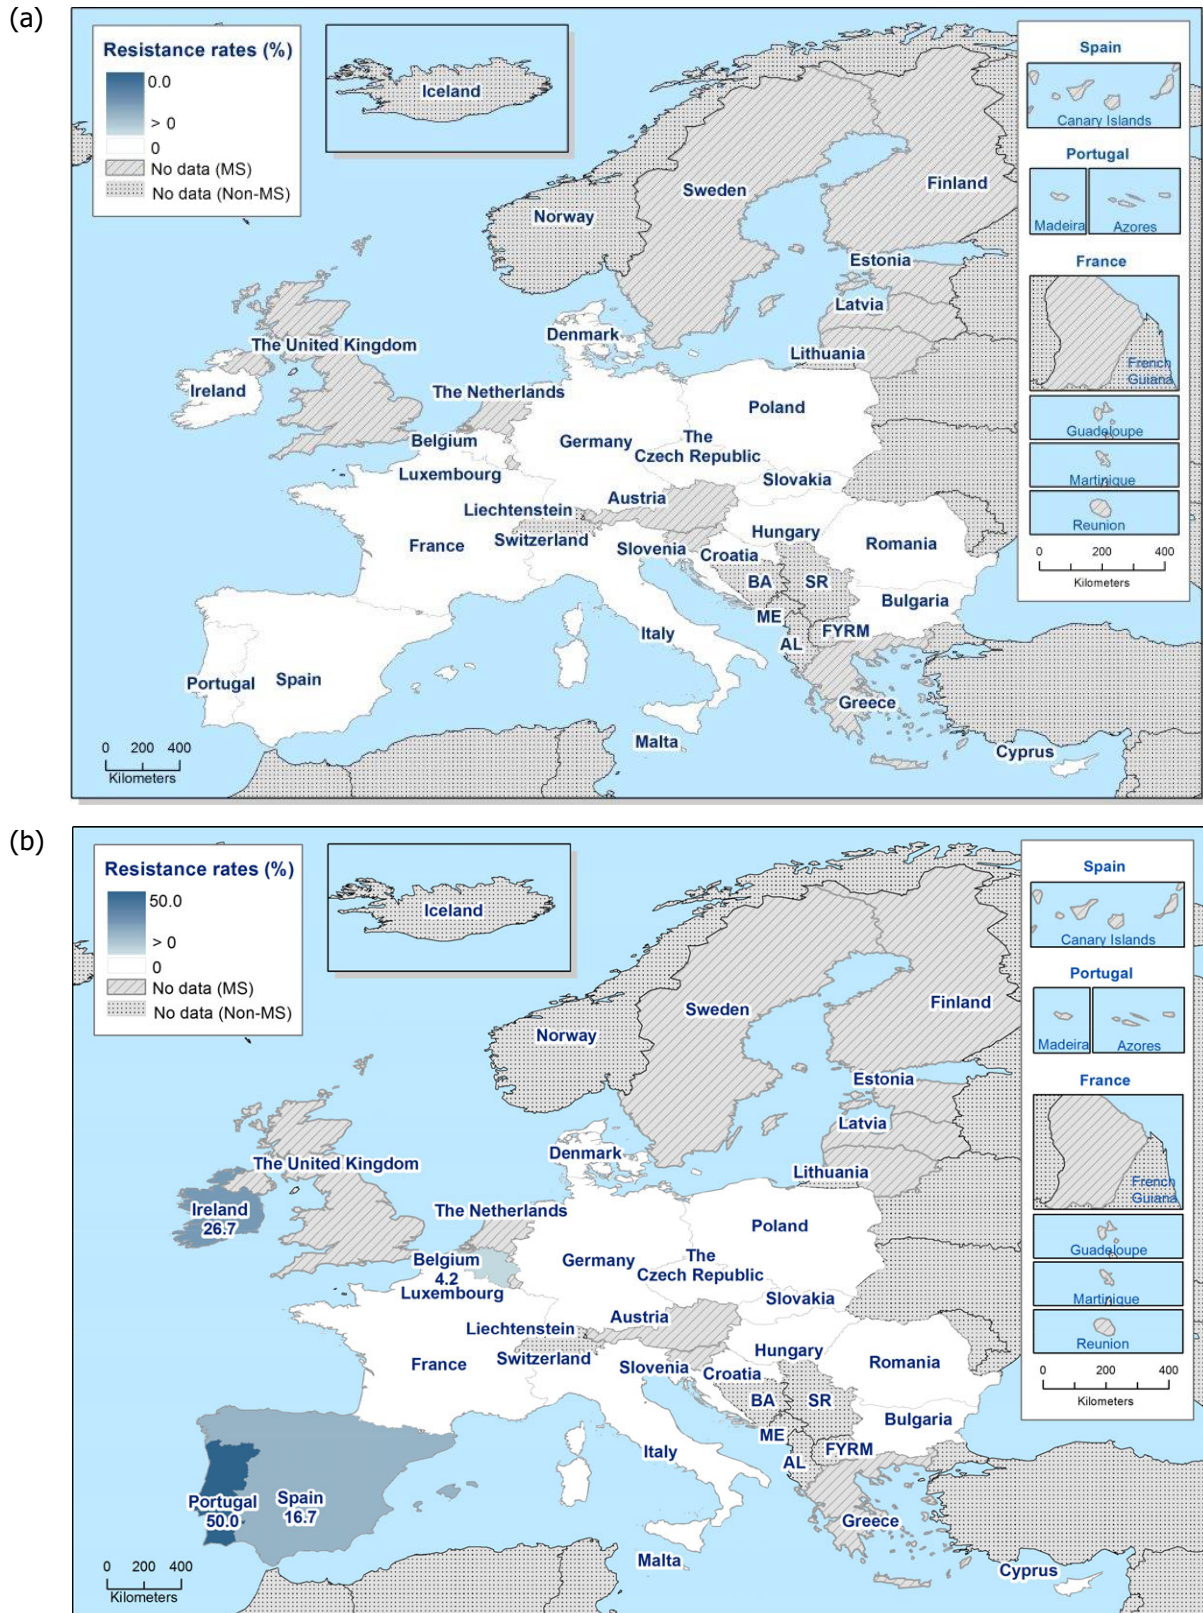 (a)
Resistance rates (%)
0.0
> 0
0
No data (MS)
No data (Non-MS)
Iceland
Spain
Canary Islands
Portugal
Madeira
Azores
France
French
Guiana
Guadeloupe
Martinique
Reunion
0 200 400
Kilometers
Norway
Sweden
Finland
Estonia
Latvia
Lithuania
Denmark
The United Kingdom
Ireland
The Netherlands
Belgium
Luxembourg
Germany
Poland
The
Czech Republic
Slovakia
Austria
Liechtenstein
Switzerland
France
Hungary
Slovenia
Croatia
Romania
BA
SR
Bulgaria
ME
FYRM
AL
Italy
Greece
Portugal
Spain
Malta
Cyprus
0 200 400
Kilometers
(b)
Resistance rates (%)
50.0
> 0
0
No data (MS)
No data (Non-MS)
Iceland
Spain
Canary Islands
Portugal
Madeira
Azores
France
French
Guiana
Guadeloupe
Martinique
Reunion
0 200 400
Kilometers
Norway
Sweden
Finland
Estonia
Latvia
Lithuania
Denmark
The United Kingdom
Ireland
26.7
The Netherlands
Belgium
4.2
Luxembourg
Germany
Poland
The
Czech Republic
Slovakia
Austria
Liechtenstein
Switzerland
France
Hungary
Slovenia
Croatia
Romania
BA
SR
Bulgaria
ME
FYRM
AL
Italy
Greece
Portugal
50.0
Spain
16.7
Malta
Cyprus
0 200 400
Kilometers